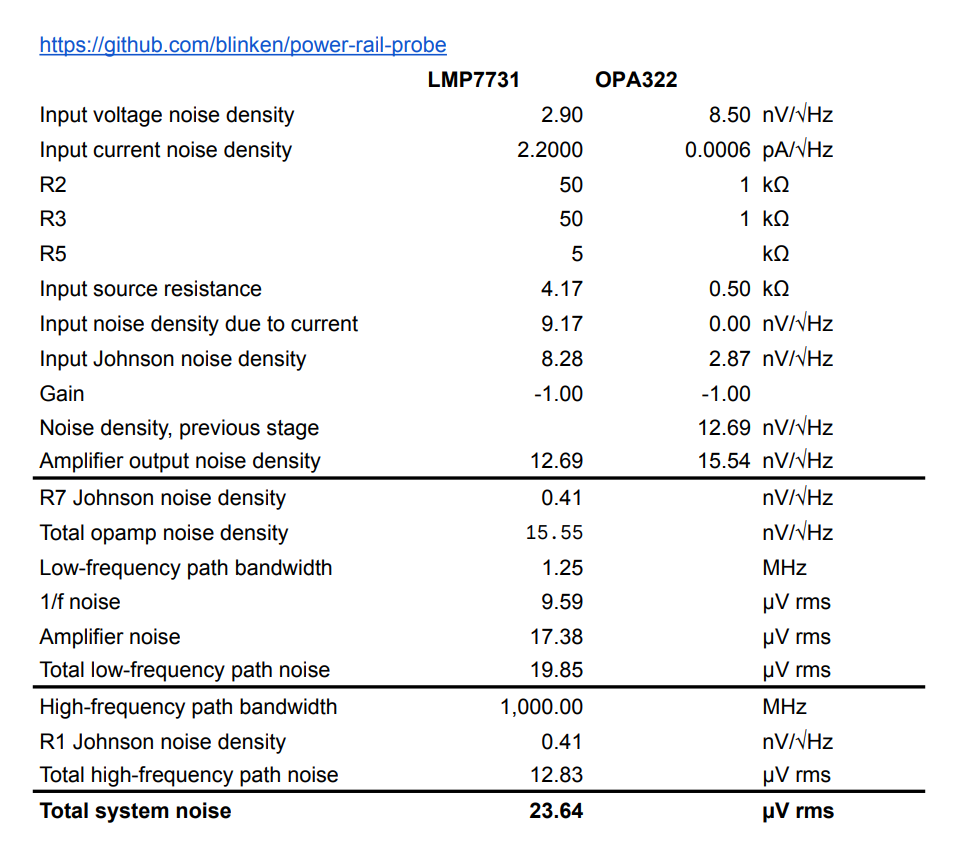 https://github.com/blinken/power-rail-probe
LMP7731 OPA322
Input voltage noise density 2.90 8.50 nV/√Hz
Input current noise density 2.2000 0.0006 pA/√Hz
R2 50 1 kΩ
R3 50 1 kΩ
R5 5 kΩ
Input source resistance 4.17 0.50 kΩ
Input noise density due to current 9.17 0.00 nV/√Hz
Input Johnson noise density 8.28 2.87 nV/√Hz
Gain -1.00 -1.00
Noise density, previous stage 12.69 nV/√Hz
Amplifier output noise density 12.69 15.54 nV/√Hz
R7 Johnson noise density 0.41 nV/√Hz
Total opamp noise density 15.55 nV/√Hz
Low-frequency path bandwidth 1.25 MHz
1/f noise 9.59 µV rms
Amplifier noise 17.38 µV rms
Total low-frequency path noise 19.85 µV rms
High-frequency path bandwidth 1,000.00 MHz
R1 Johnson noise density 0.41 nV/√Hz
Total high-frequency path noise 12.83 µV rms
Total system noise 23.64 µV rms